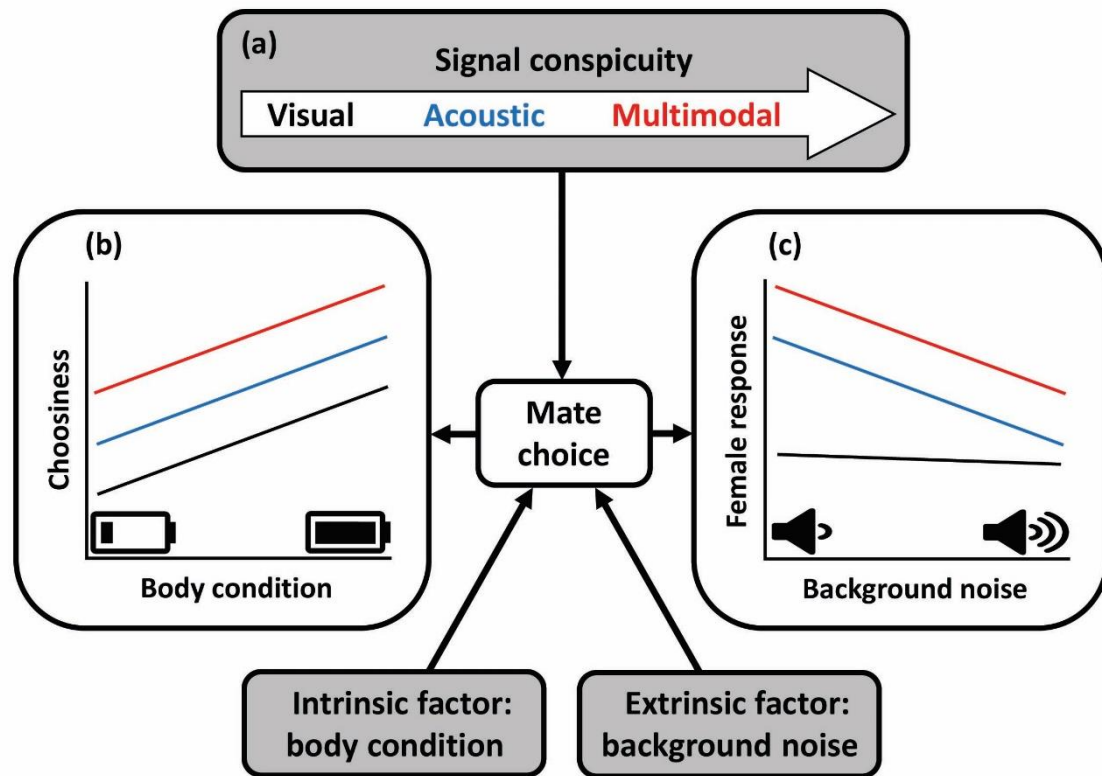 (a)
Signal conspicuity
Visual Acoustic Multimodal
(b)
Choosiness
Body condition
Mate
choice
(c)
Female response
Background noise
Intrinsic factor:
body condition
Extrinsic factor:
background noise